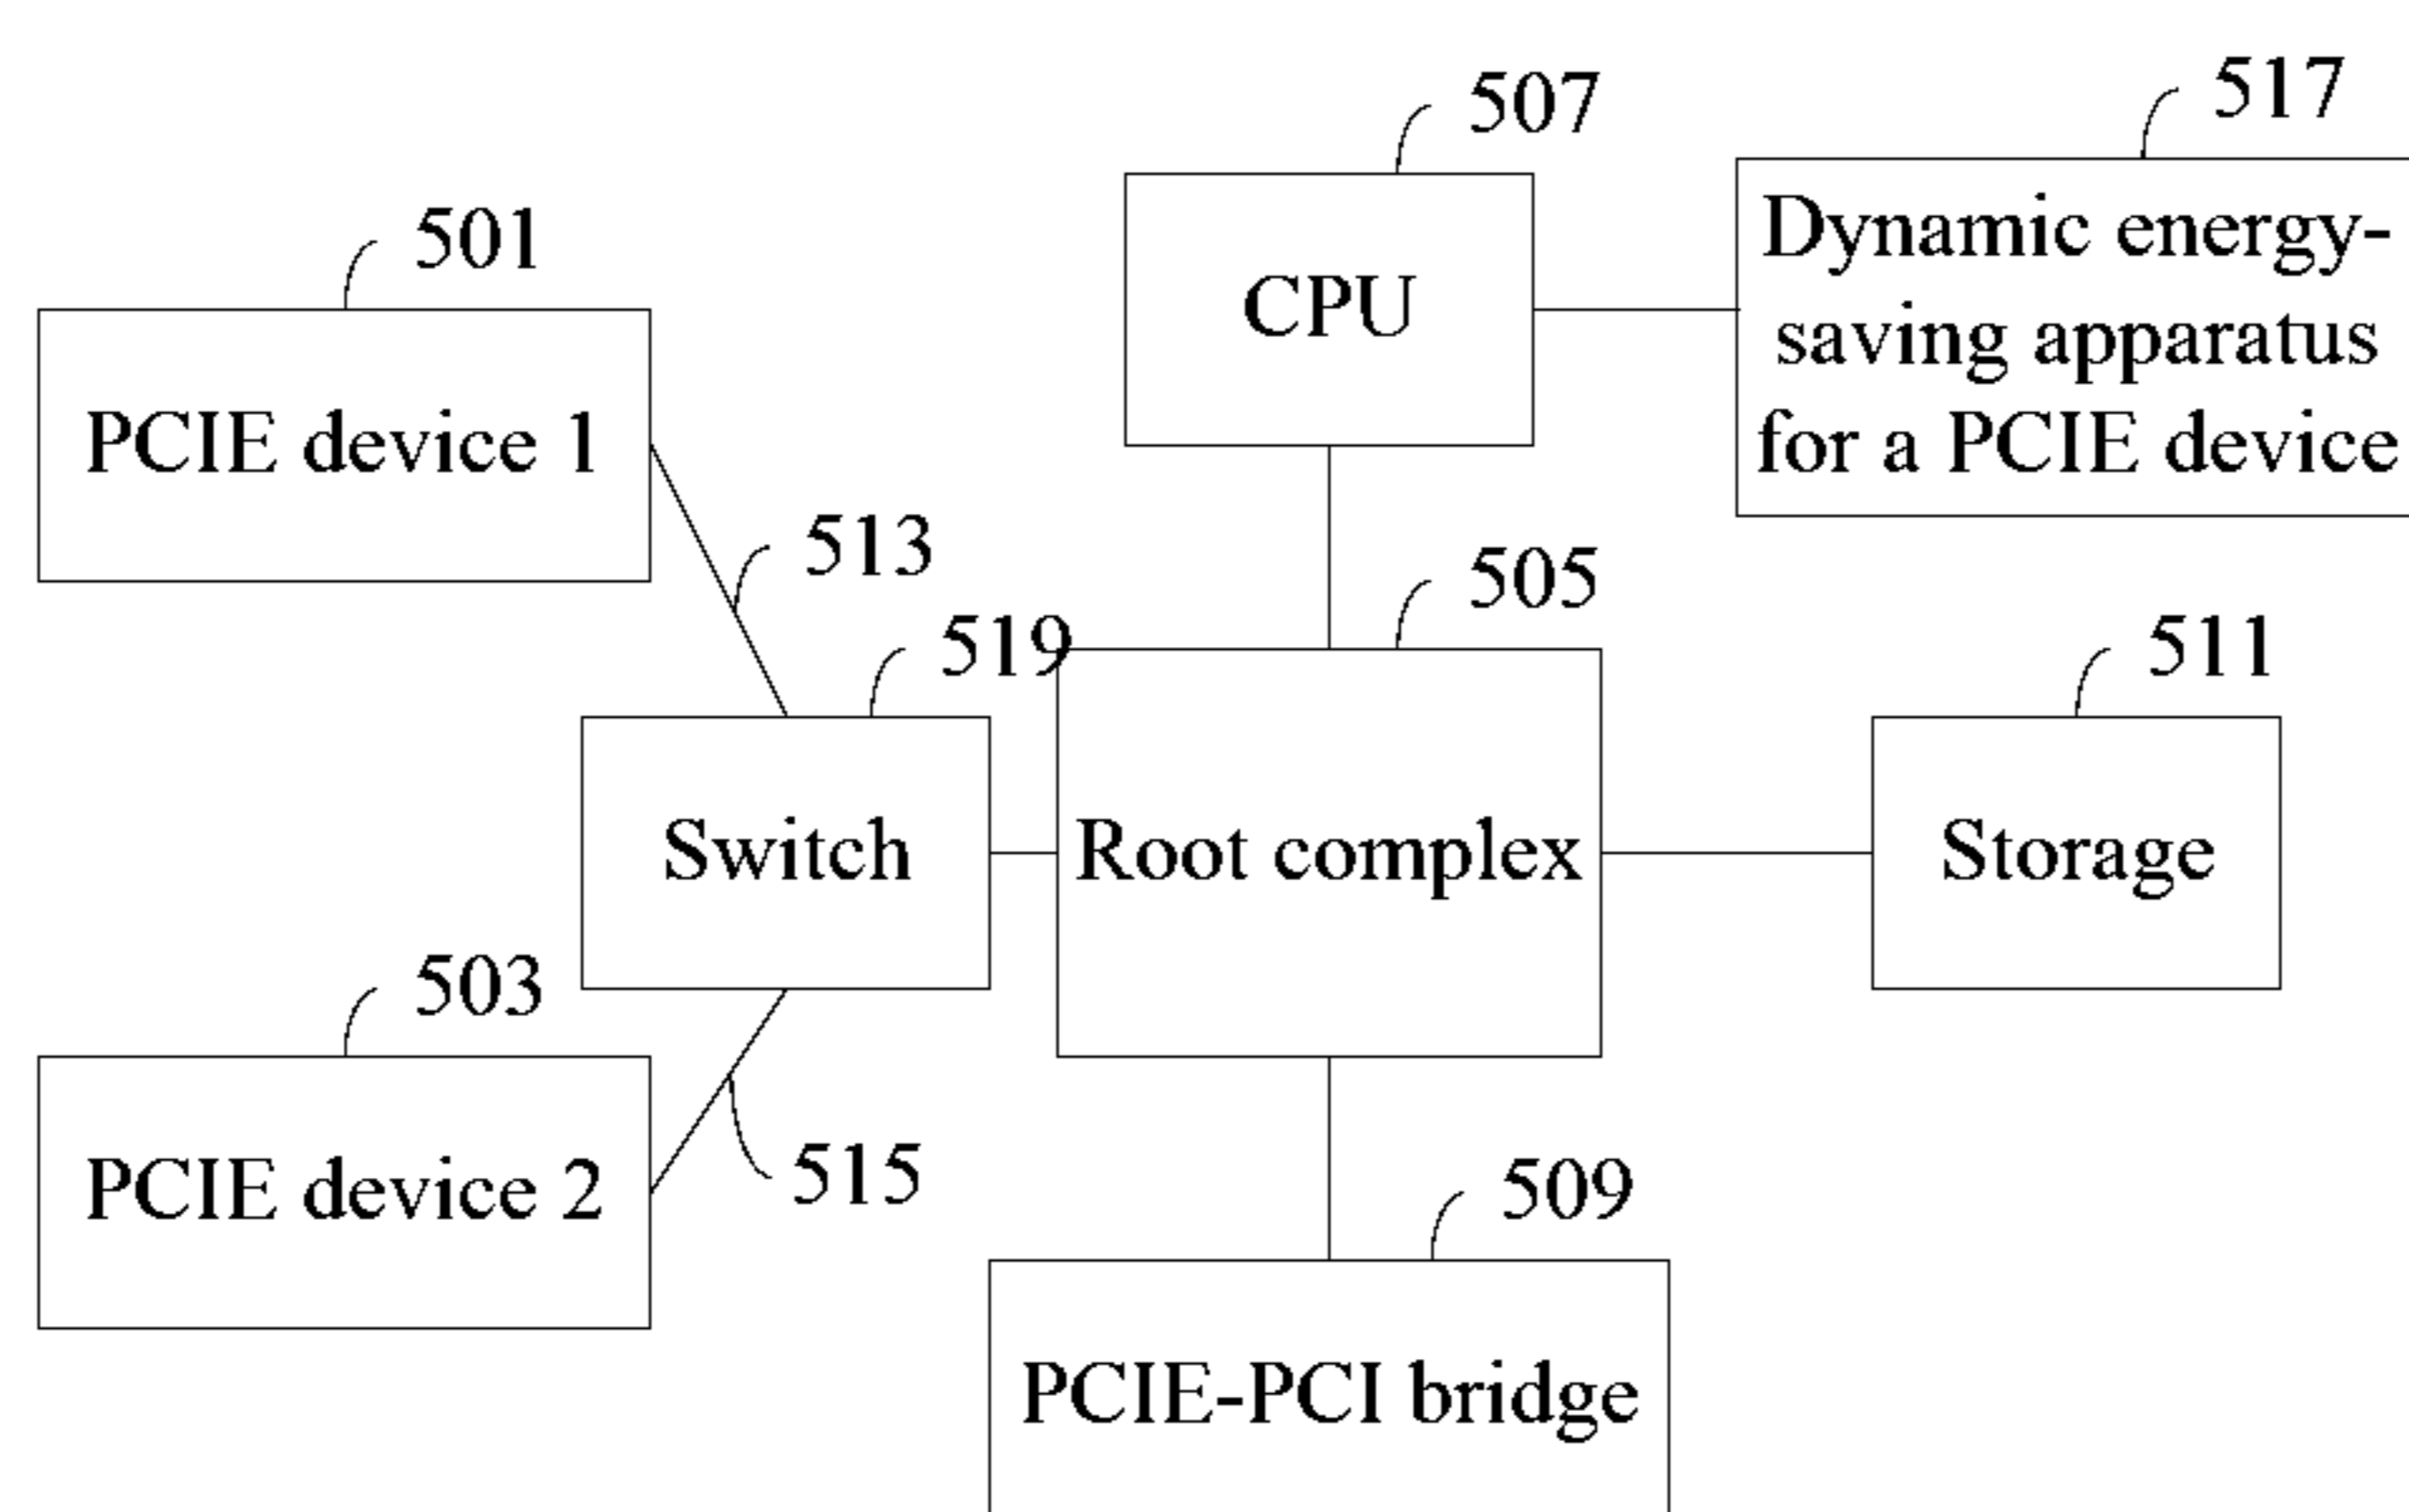 507
517
501
CPU
Dynamic energy-
saving apparatus
for a PCIE device
PCIE device 1
513
505
519
511
Switch
Root complex
Storage
503
PCIE device 2
515
509
PCIE-PCI bridge